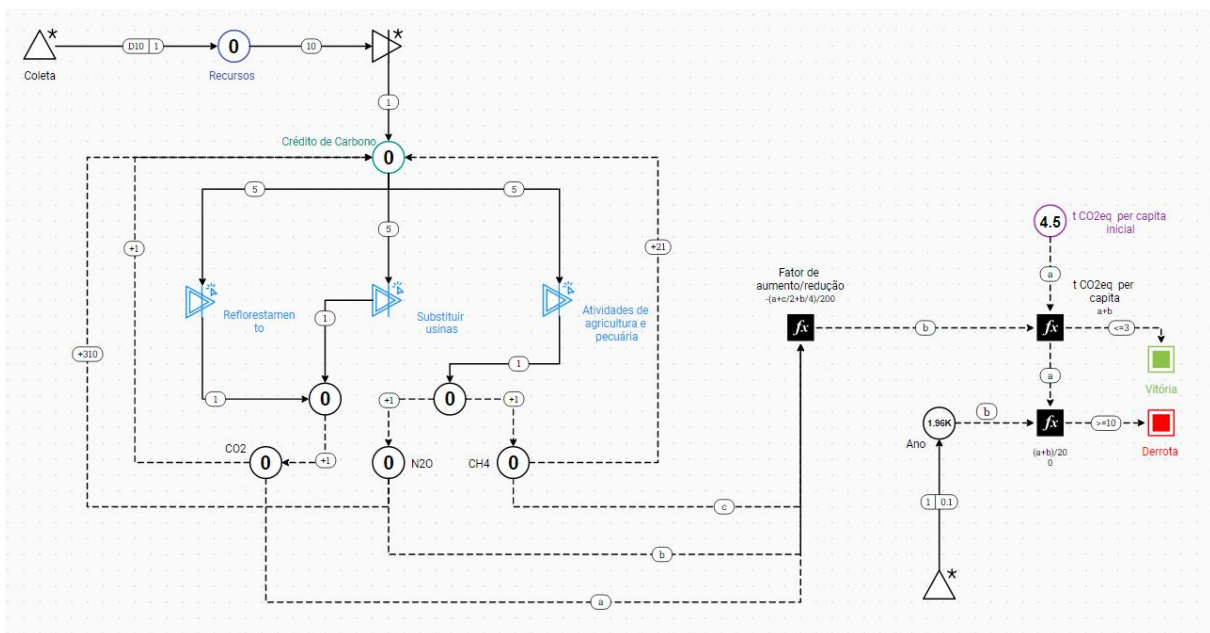 D10 1
10
Coleta
0
Recursos
1
Crédito de Carbono
0
5
5
5
+1
+21
+310
4.5
t CO2eq per capita
inicial
a
Fator de
aumento/redução
-(a+c/2+b/4)/200
t CO2eq per
capita
a+b
fx
b
fx
<=3
Vitória
a
Reflorestamen
to
Substituir
usinas
Atividades de
agricultura e
pecuária
1
1
1
0
+1
0
+1
1.96K
Ano
b
fx
>=10
(a+b)/20
0
Derrota
CO2
0
+1
0
N2O
CH4
0
1 0.1
c
b
a